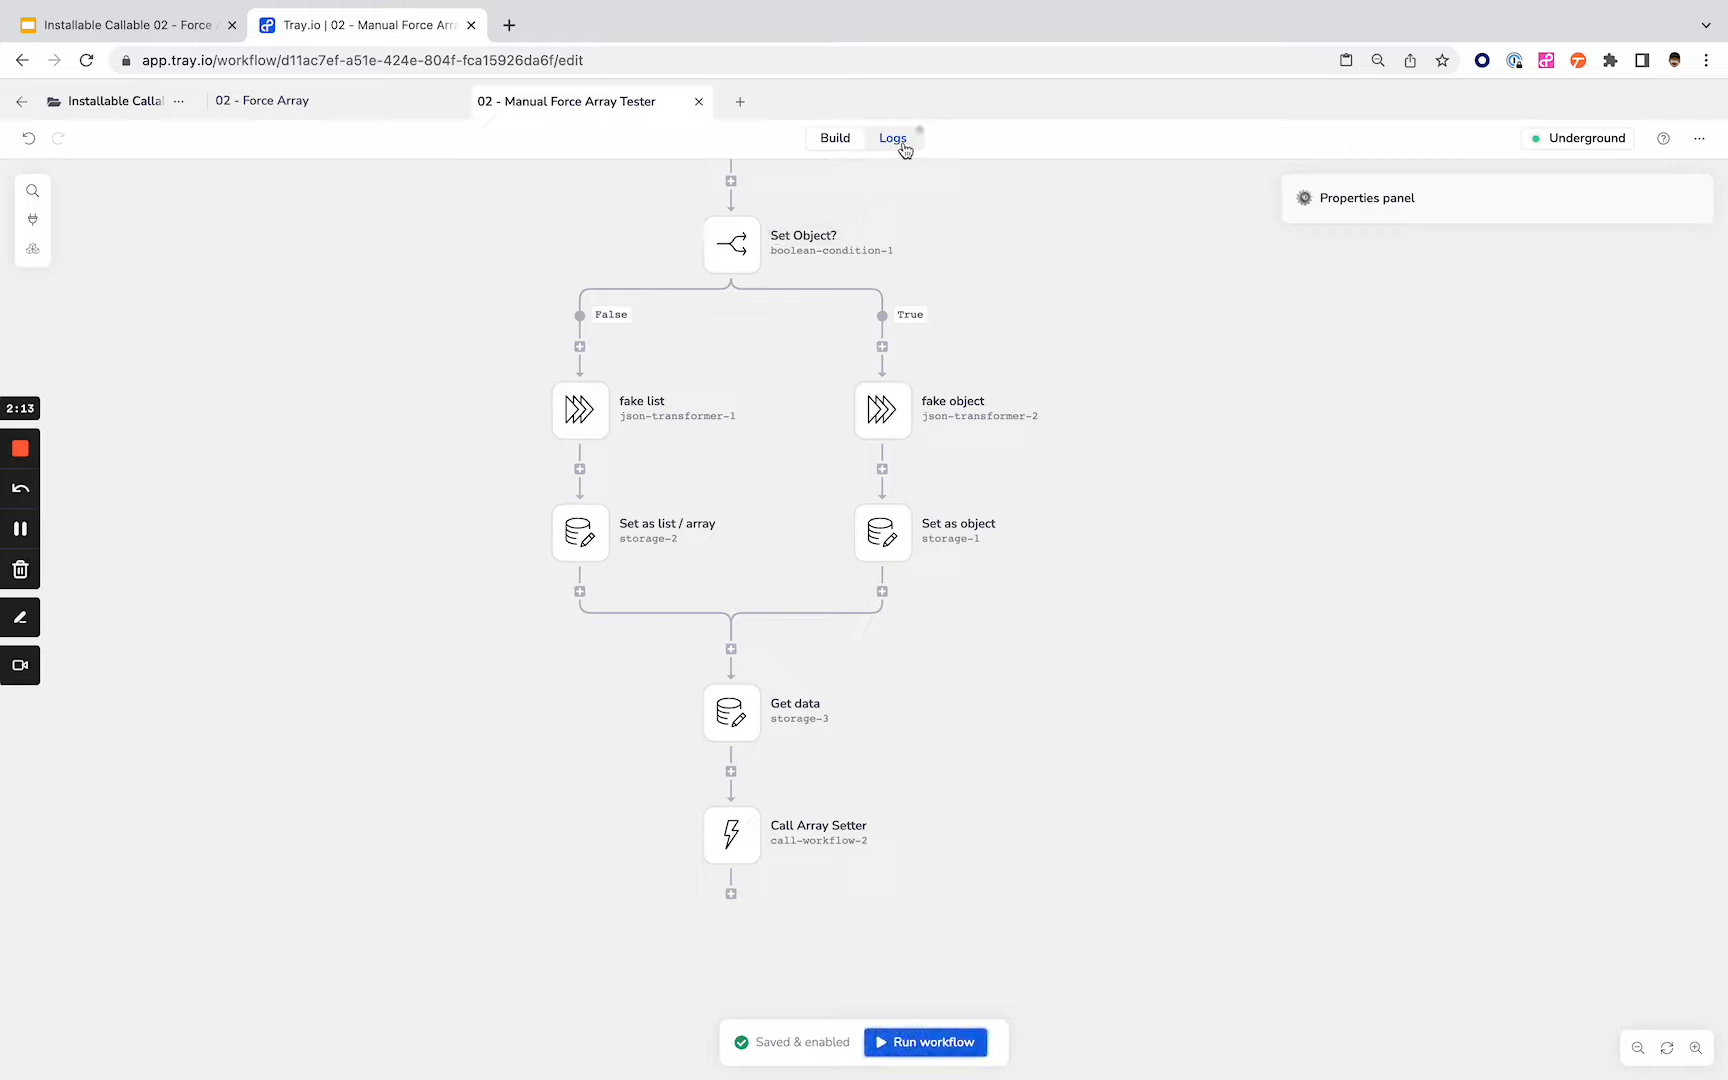 Installable Callable 02 - Force
Tray.io | 02 - Manual Force Arr
app.tray.io/workflow/d11ac7ef-a51e-424e-804f-fca15926da6f/edit
Installable Calla
02 - Force Array
02 - Manual Force Array Tester
Build
Logs
Underground
Properties panel
Set Object?
boolean-condition-1
False
True
2:13
fake list
json-transformer-1
fake object
json-transformer-2
Set as list / array
storage-2
Set as object
storage-1
Get data
storage-3
Call Array Setter
call-workflow-2
Saved & enabled
Run workflow